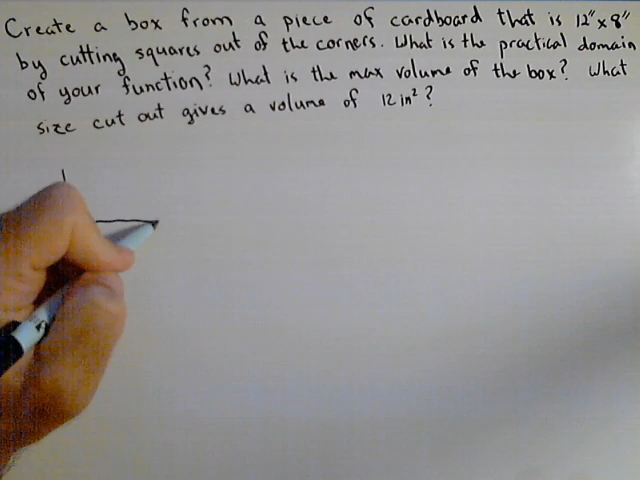 Create a box from a piece of cardboard that is 12" x 8"
by cutting squares out of the corners. What is the practical domain
of your function? What is the max volume of the box? What
size cut out gives a volume of 12 in²?